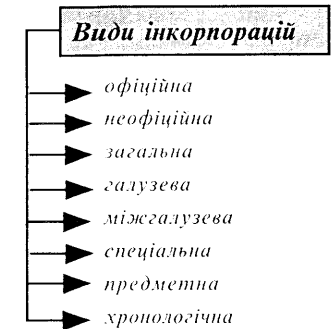 Види інкорпорацій
офіційна
неофіційна
загальна
галузева
міжгалузева
спеціальна
предметна
хронологічна